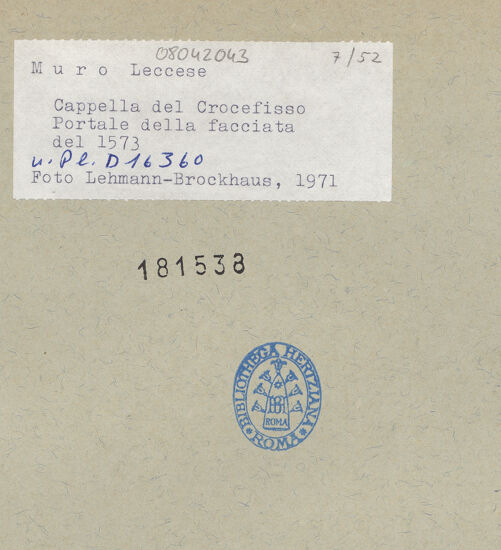 08042043 7/52
Muro Leccese
Cappella del Crocefisso
Portale della facciata
del 1573
u. Pl. D 16360
Foto Lehmann-Brockhaus, 1971
181538
BIBLIOTHECA HERTZIANA
ROMA
* ROMA *